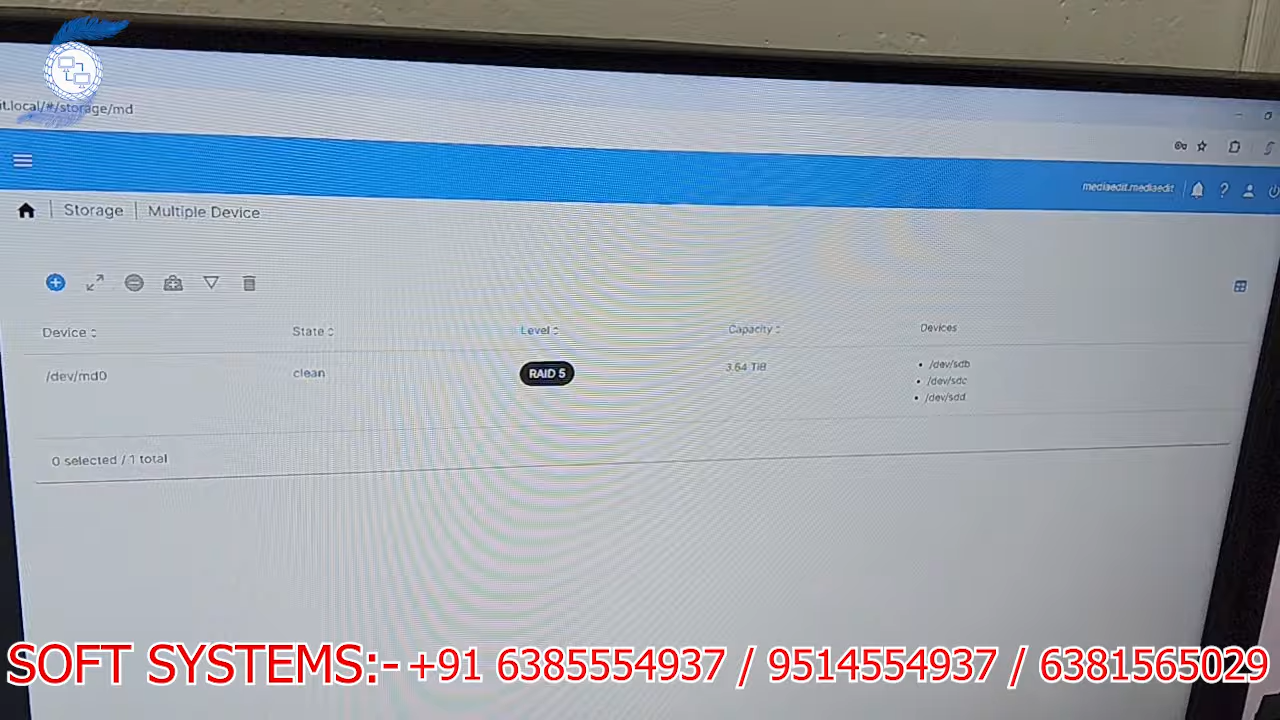 it.local/#/storage/md
mediaedit.mediaedit
Storage | Multiple Device
Device State Level Capacity Devices
/dev/md0 clean RAID 5 3.64 TiB
• /dev/sdb
• /dev/sdc
• /dev/sdd
0 selected / 1 total
SOFT SYSTEMS:- +91 6385554937 / 9514554937 / 6381565029